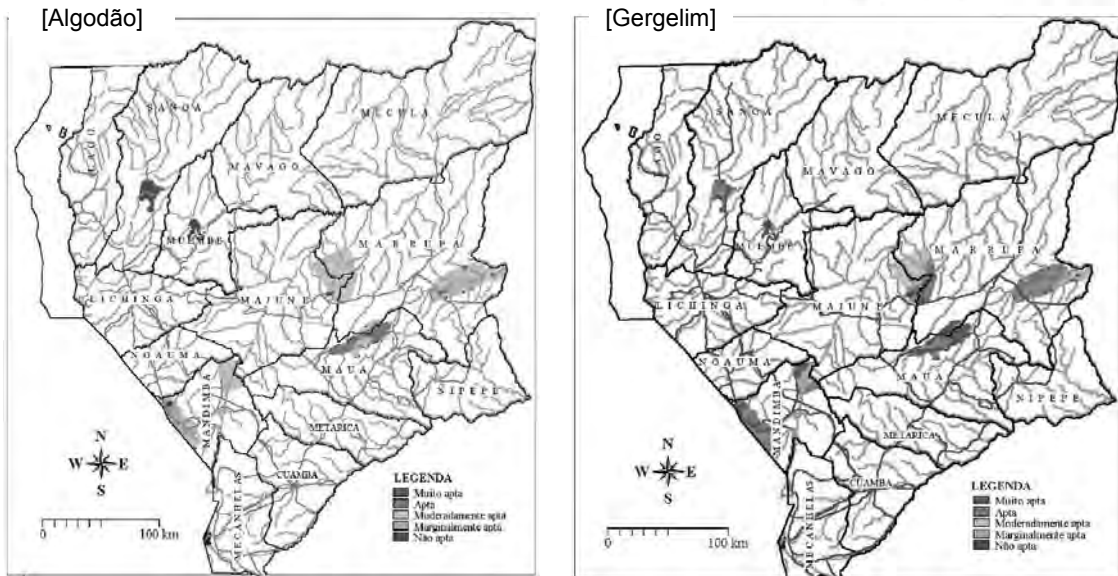 [Algodão]
SANGA
MECULA
LAGO
MAVAGO
MUEMBE
MARRUPA
LICHINGA
MAJUNE
NGAUMA
MAUA
NIPEPE
MANDIMBA
METARICA
N
W E
S
CUAMBA
MECANHELAS
LEGENDA
Muito apta
Apta
Moderadamente apta
Marginalmente apta
Não apta
100 km
[Gergelim]
SANGA
MECULA
LAGO
MAVAGO
MUEMBE
MARRUPA
LICHINGA
MAJUNE
NGAUMA
MAUA
NIPEPE
MANDIMBA
METARICA
N
W E
S
CUAMBA
MECANHELAS
LEGENDA
Muito apta
Apta
Moderadamente apta
Marginalmente apta
Não apta
100 km